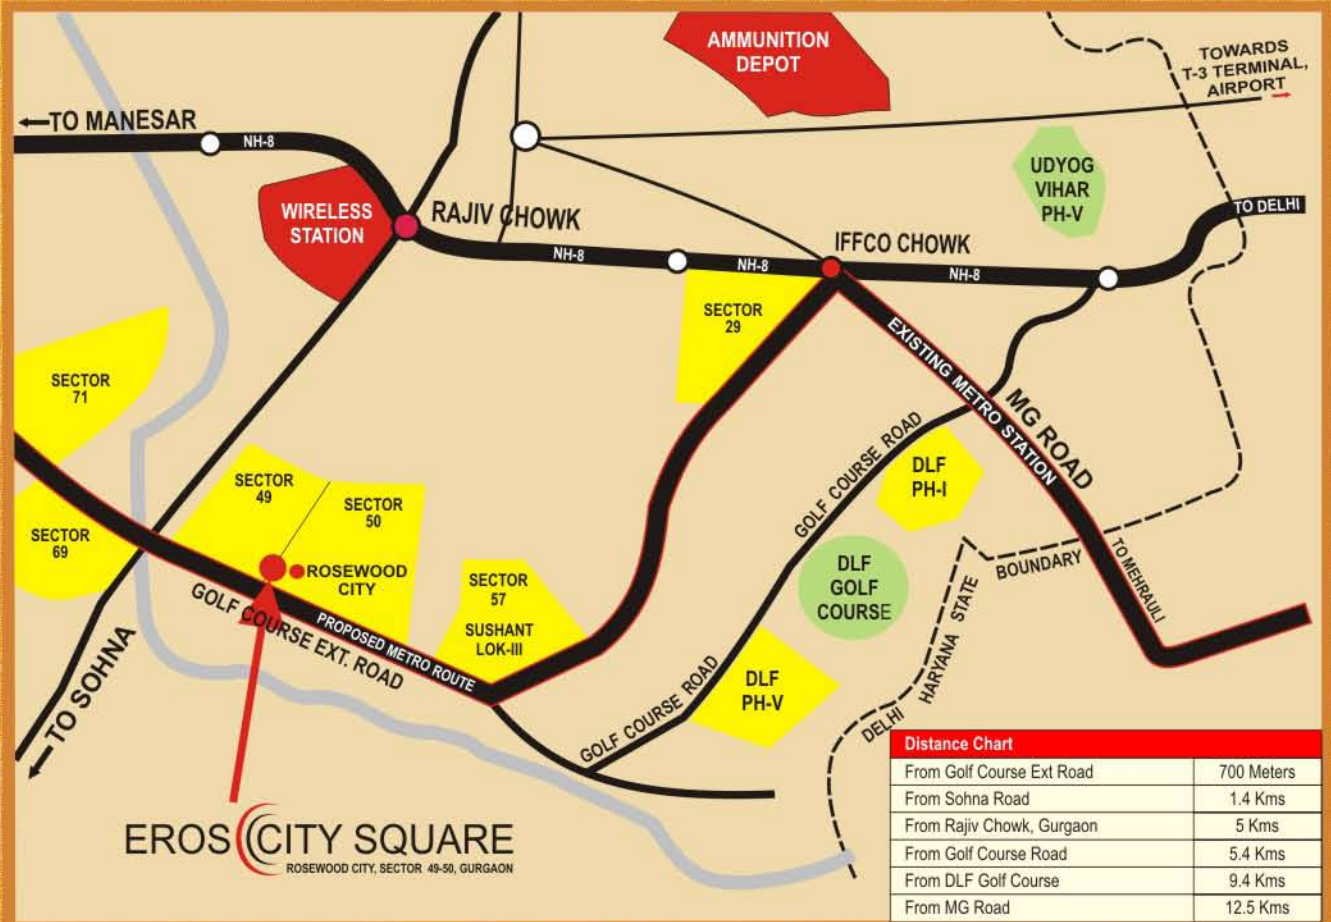 AMMUNITION
DEPOT
TOWARDS
T-3 TERMINAL,
AIRPORT
TO MANESAR
NH-8
UDYOG
VIHAR
PH-V
WIRELESS
STATION
RAJIV CHOWK
TO DELHI
IFFCO CHOWK
NH-8
NH-8
NH-8
SECTOR
29
EXISTING METRO STATION
MG ROAD
SECTOR
71
GOLF COURSE ROAD
DLF
PH-I
SECTOR
49
SECTOR
50
SECTOR
69
ROSEWOOD
CITY
SECTOR
57
SUSHANT
LOK-III
DLF
GOLF
COURSE
TO MEHRAULI
DELHI HARYANA STATE BOUNDARY
GOLF COURSE EXT. ROAD
PROPOSED METRO ROUTE
TO SOHNA
GOLF COURSE ROAD
DLF
PH-V
EROS CITY SQUARE
ROSEWOOD CITY, SECTOR 49-50, GURGAON
Distance Chart
From Golf Course Ext Road 700 Meters
From Sohna Road 1.4 Kms
From Rajiv Chowk, Gurgaon 5 Kms
From Golf Course Road 5.4 Kms
From DLF Golf Course 9.4 Kms
From MG Road 12.5 Kms